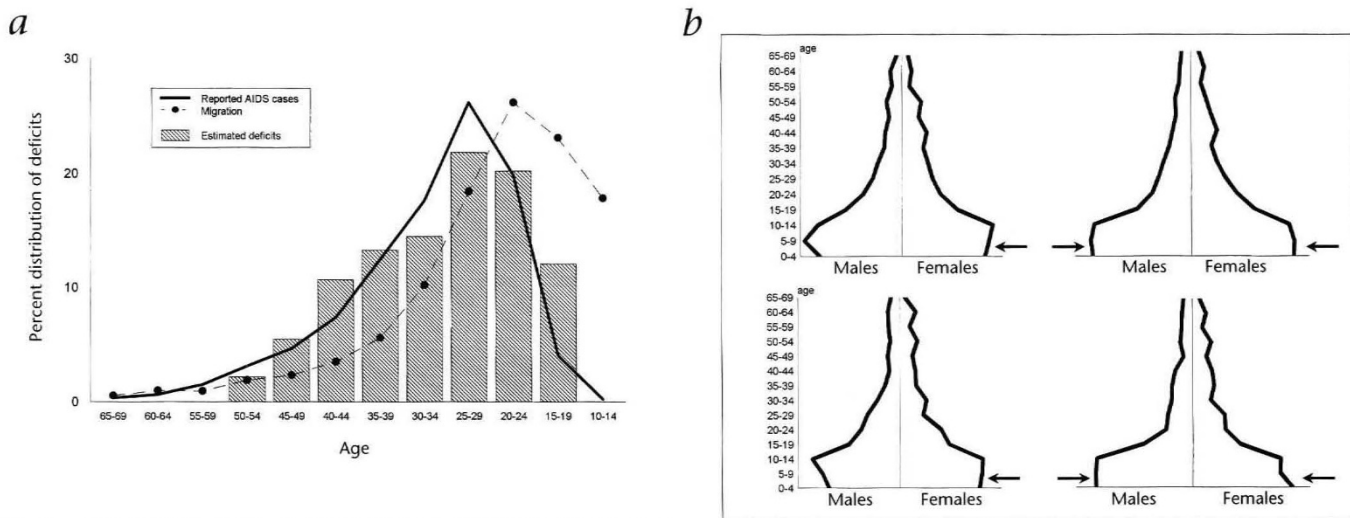 a
30
20
10
0
Percent distribution of deficits
Reported AIDS cases
Migration
Estimated deficits
65-69 60-64 55-59 50-54 45-49 40-44 35-39 30-34 25-29 20-24 15-19 10-14
Age
b
age
65-69
60-64
55-59
50-54
45-49
40-44
35-39
30-34
25-29
20-24
15-19
10-14
5-9
0-4
Males Females Males Females
age
65-69
60-64
55-59
50-54
45-49
40-44
35-39
30-34
25-29
20-24
15-19
10-14
5-9
0-4
Males Females Males Females